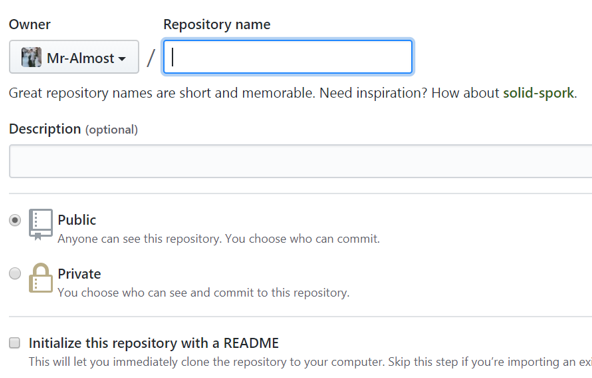 Owner Repository name
Mr-Almost /
Great repository names are short and memorable. Need inspiration? How about solid-spork.
Description (optional)
Public
Anyone can see this repository. You choose who can commit.
Private
You choose who can see and commit to this repository.
Initialize this repository with a README
This will let you immediately clone the repository to your computer. Skip this step if you're importing an exi